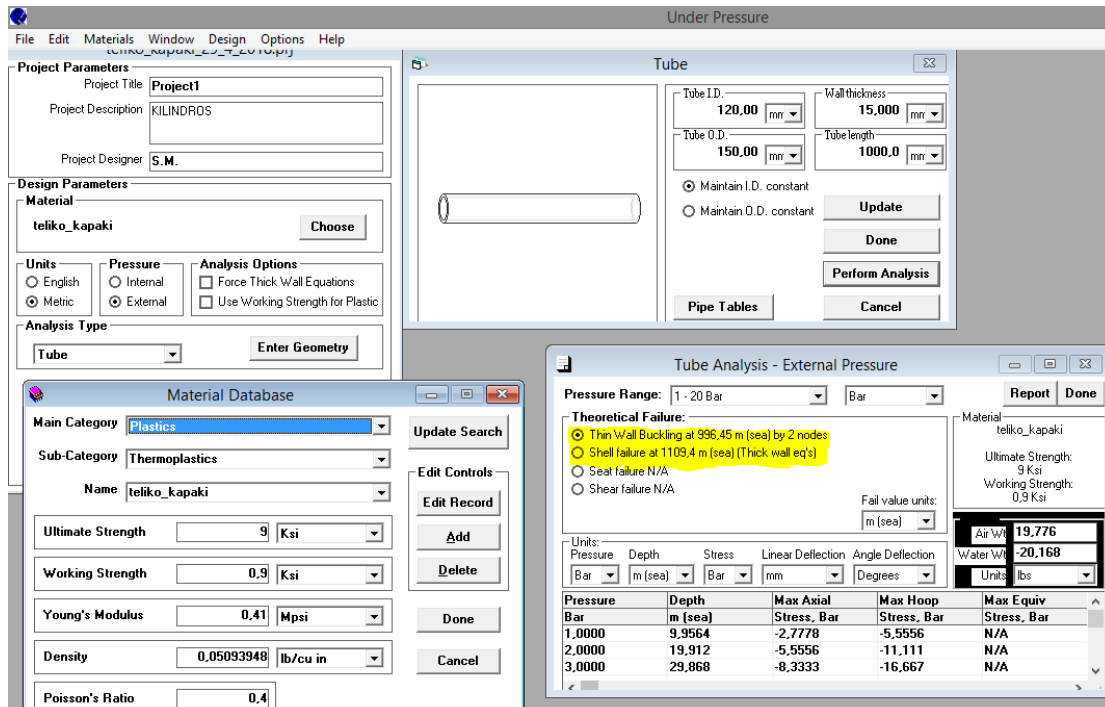 Under Pressure
File Edit Materials Window Design Options Help
teliko_kapaki_29_4_2018.prj
Project Parameters
Project Title Project1
Project Description KILINDROS
Project Designer S.M.
Design Parameters
Material
teliko_kapaki Choose
Units Pressure Analysis Options
English Internal Force Thick Wall Equations
Metric External Use Working Strength for Plastic
Analysis Type
Tube Enter Geometry
Tube
Tube I.D. Wall thickness
120,00 mm 15,000 mm
Tube O.D. Tube length
150,00 mm 1000,0 mm
Maintain I.D. constant
Maintain O.D. constant Update
Done
Perform Analysis
Pipe Tables Cancel
Material Database
Main Category Plastics Update Search
Sub-Category Thermoplastics
Name teliko_kapaki
Edit Controls
Edit Record
Ultimate Strength 9 Ksi Add
Working Strength 0,9 Ksi Delete
Young's Modulus 0,41 Mpsi Done
Density 0,05093948 lb/cu in Cancel
Poisson's Ratio 0,4
Tube Analysis - External Pressure
Pressure Range: 1 - 20 Bar Bar Report Done
Theoretical Failure:
Thin Wall Buckling at 996,45 m (sea) by 2 nodes
Shell failure at 1109,4 m (sea) (Thick wall eq's)
Seat failure N/A
Shear failure N/A
Fail value units:
m (sea)
Material
teliko_kapaki
Ultimate Strength:
9 Ksi
Working Strength:
0,9 Ksi
Air Wt 19,776
Water Wt -20,168
Units lbs
Units:
Pressure Depth Stress Linear Deflection Angle Deflection
Bar m (sea) Bar mm Degrees
Pressure Depth Max Axial Max Hoop Max Equiv
Bar m (sea) Stress, Bar Stress, Bar Stress, Bar
1,0000 9,9564 -2,7778 -5,5556 N/A
2,0000 19,912 -5,5556 -11,111 N/A
3,0000 29,868 -8,3333 -16,667 N/A